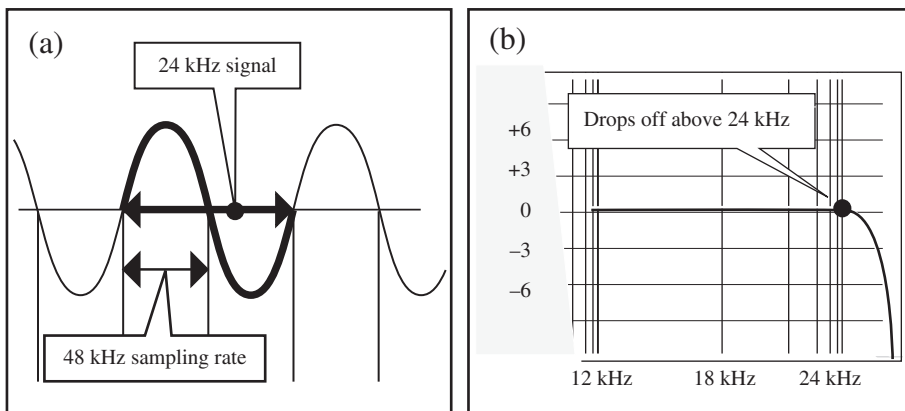 (a)
24 kHz signal
48 kHz sampling rate
(b)
Drops off above 24 kHz
+6
+3
0
–3
–6
12 kHz 18 kHz 24 kHz